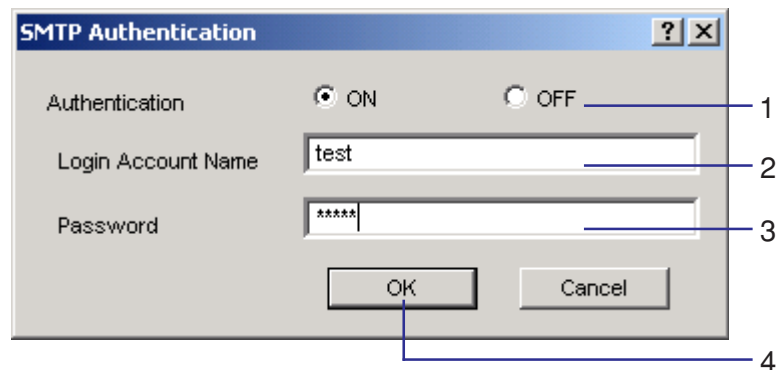 SMTP Authentication ? X
Authentication ON OFF 1
Login Account Name test 2
Password ***** 3
OK Cancel
4